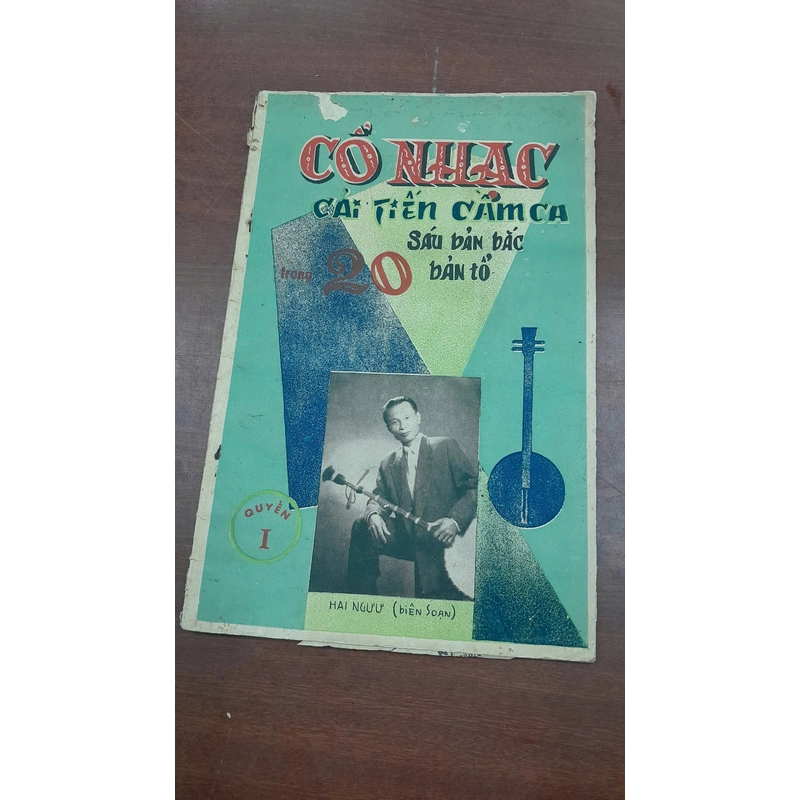 CỔ NHẠC
CẢI TIẾN CẦM CA
SÁU BẢN BẮC
trong 20 BẢN TỔ
QUYỂN
I
HAI NGƯU (BIÊN SOẠN)